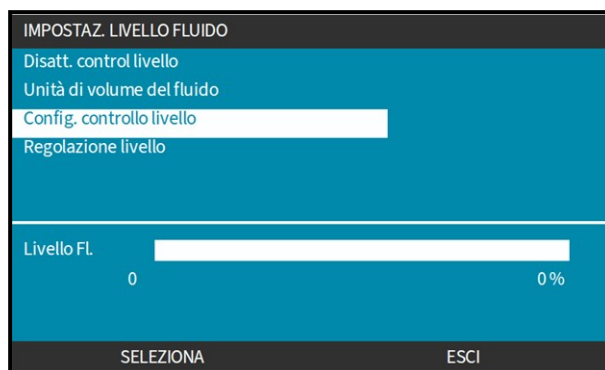 IMPOSTAZ. LIVELLO FLUIDO
Disatt. control livello
Unità di volume del fluido
Config. controllo livello
Regolazione livello
Livello Fl.
0 0 %
SELEZIONA ESCI